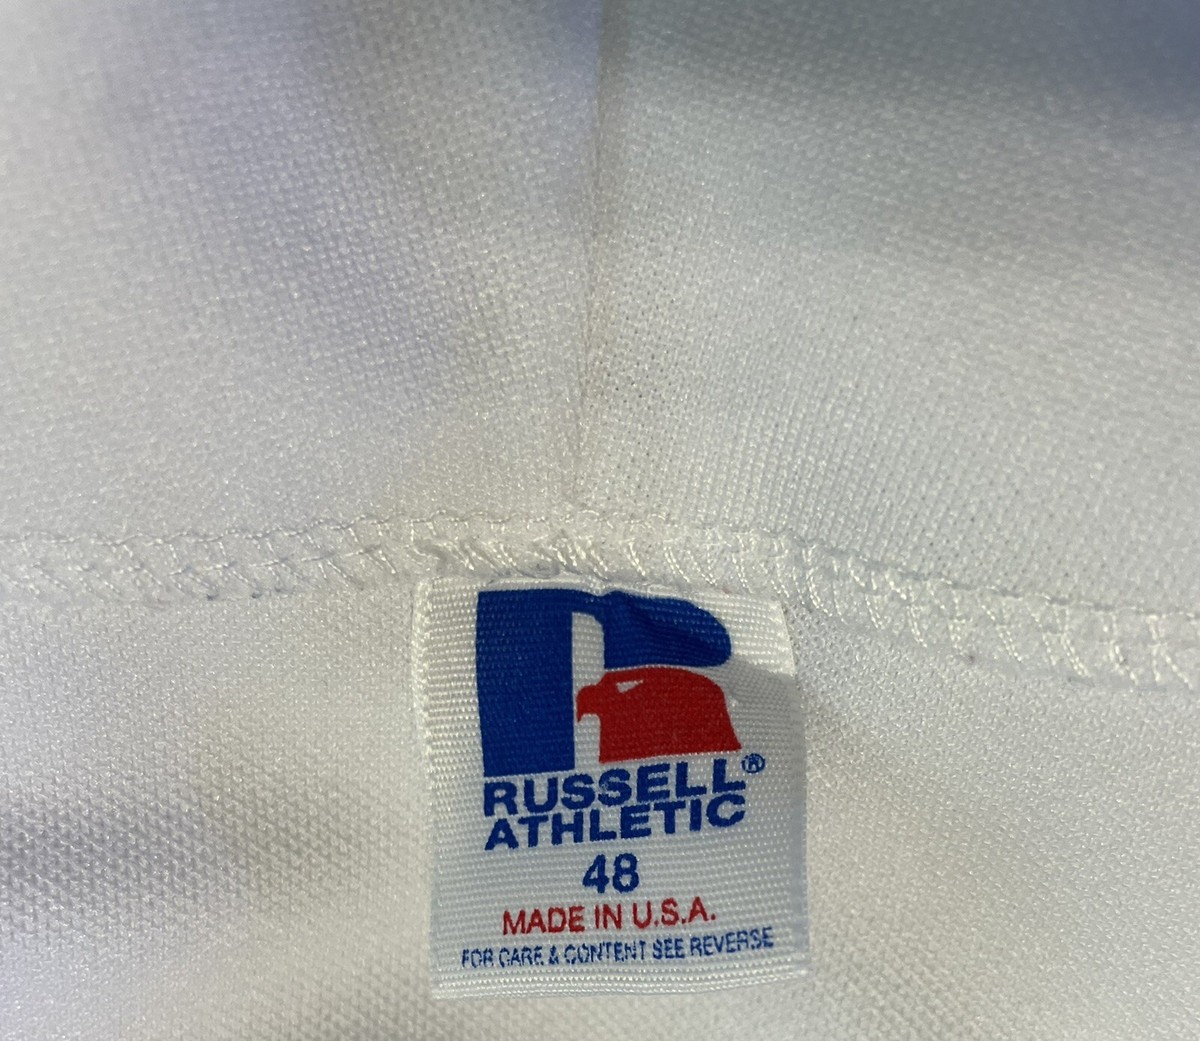 RUSSELL®
ATHLETIC
48
MADE IN U.S.A.
FOR CARE & CONTENT SEE REVERSE